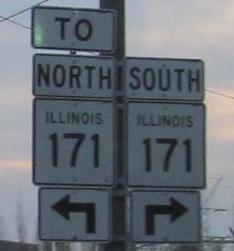 TO
NORTH SOUTH
ILLINOIS ILLINOIS
171 171